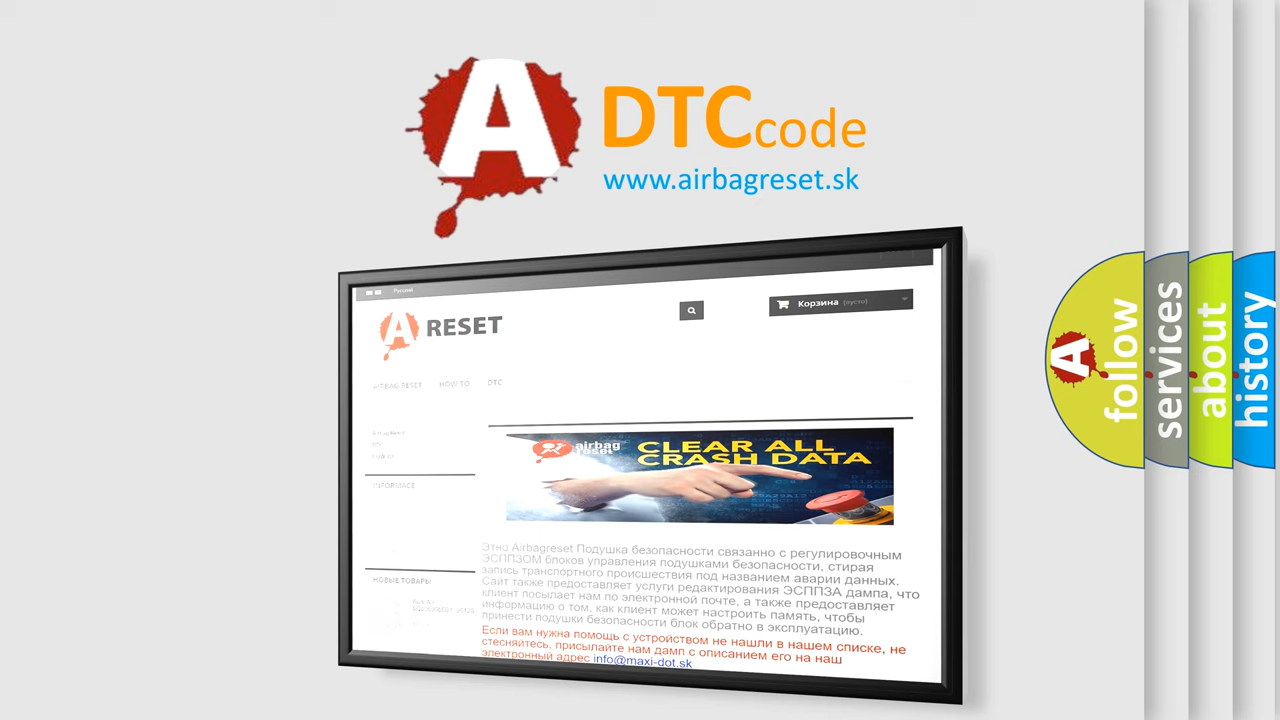 A
DTCcode
www.airbagreset.sk
Русский
A RESET
Корзина (пусто)
AIRBAG RESET HOW TO DTC
INFORMACE
НОВЫЕ ТОВАРЫ
airbag
reset
CLEAR ALL
CRASH DATA
Этно Airbagreset Подушка безопасности связанно с регулировочным
ЭСППЗОМ блоков управления подушками безопасности, стирая
запись транспортного происшествия под названием аварии данных.
Сайт также предоставляет услуги редактирования ЭСППЗА дампа, что
клиент посылает нам по электронной почте, а также предоставляет
информацию о том, как клиент может настроить память, чтобы
принести подушки безопасности блок обратно в эксплуатацию.
Если вам нужна помощь с устройством не нашли в нашем списке, не
стесняйтесь, присылайте нам дамп с описанием его на наш
электронный адрес info@maxi-dot.sk
A
follow
services
about
history